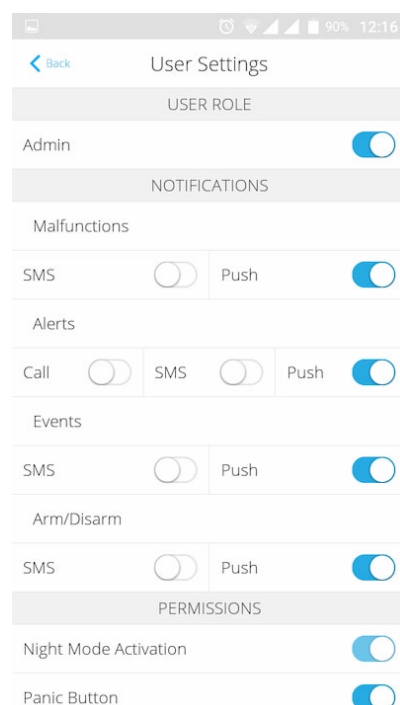 90% 12:16
Back User Settings
USER ROLE
Admin
NOTIFICATIONS
Malfunctions
SMS Push
Alerts
Call SMS Push
Events
SMS Push
Arm/Disarm
SMS Push
PERMISSIONS
Night Mode Activation
Panic Button